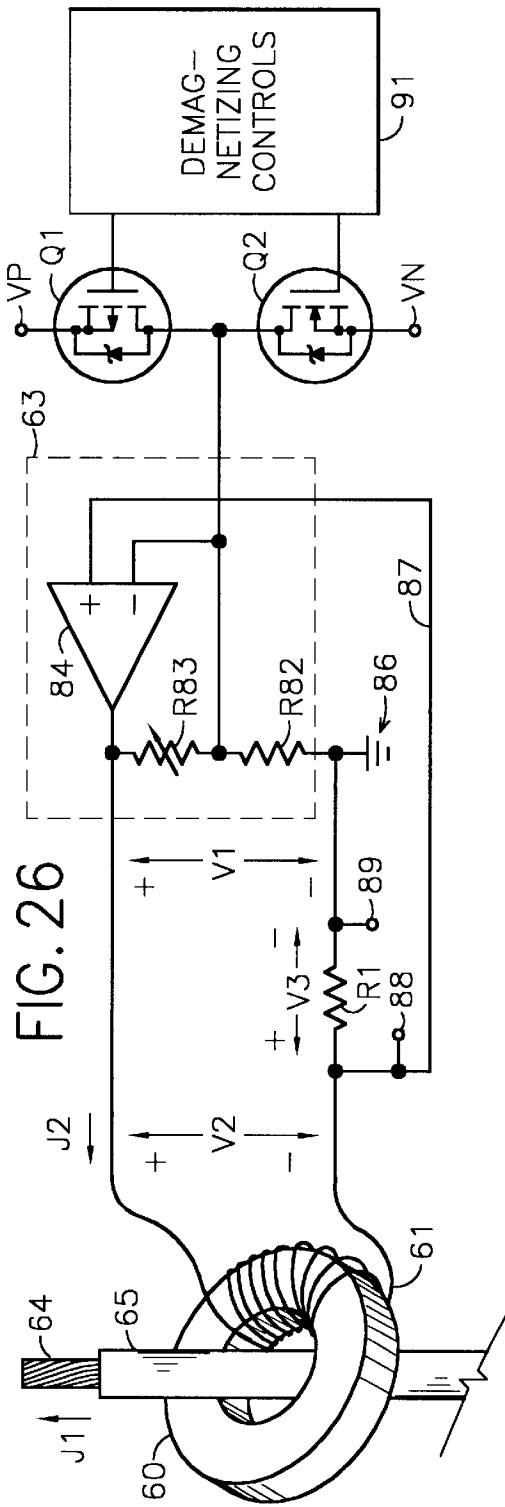 FIG. 26
64
65
J1
60
61
J2
+
V2
-
+
V1
-
+
V3
-
R1
88
89
84
+
-
63
R83
R82
86
87
VP
Q1
Q2
VN
DEMAG-
NETIZING
CONTROLS
91